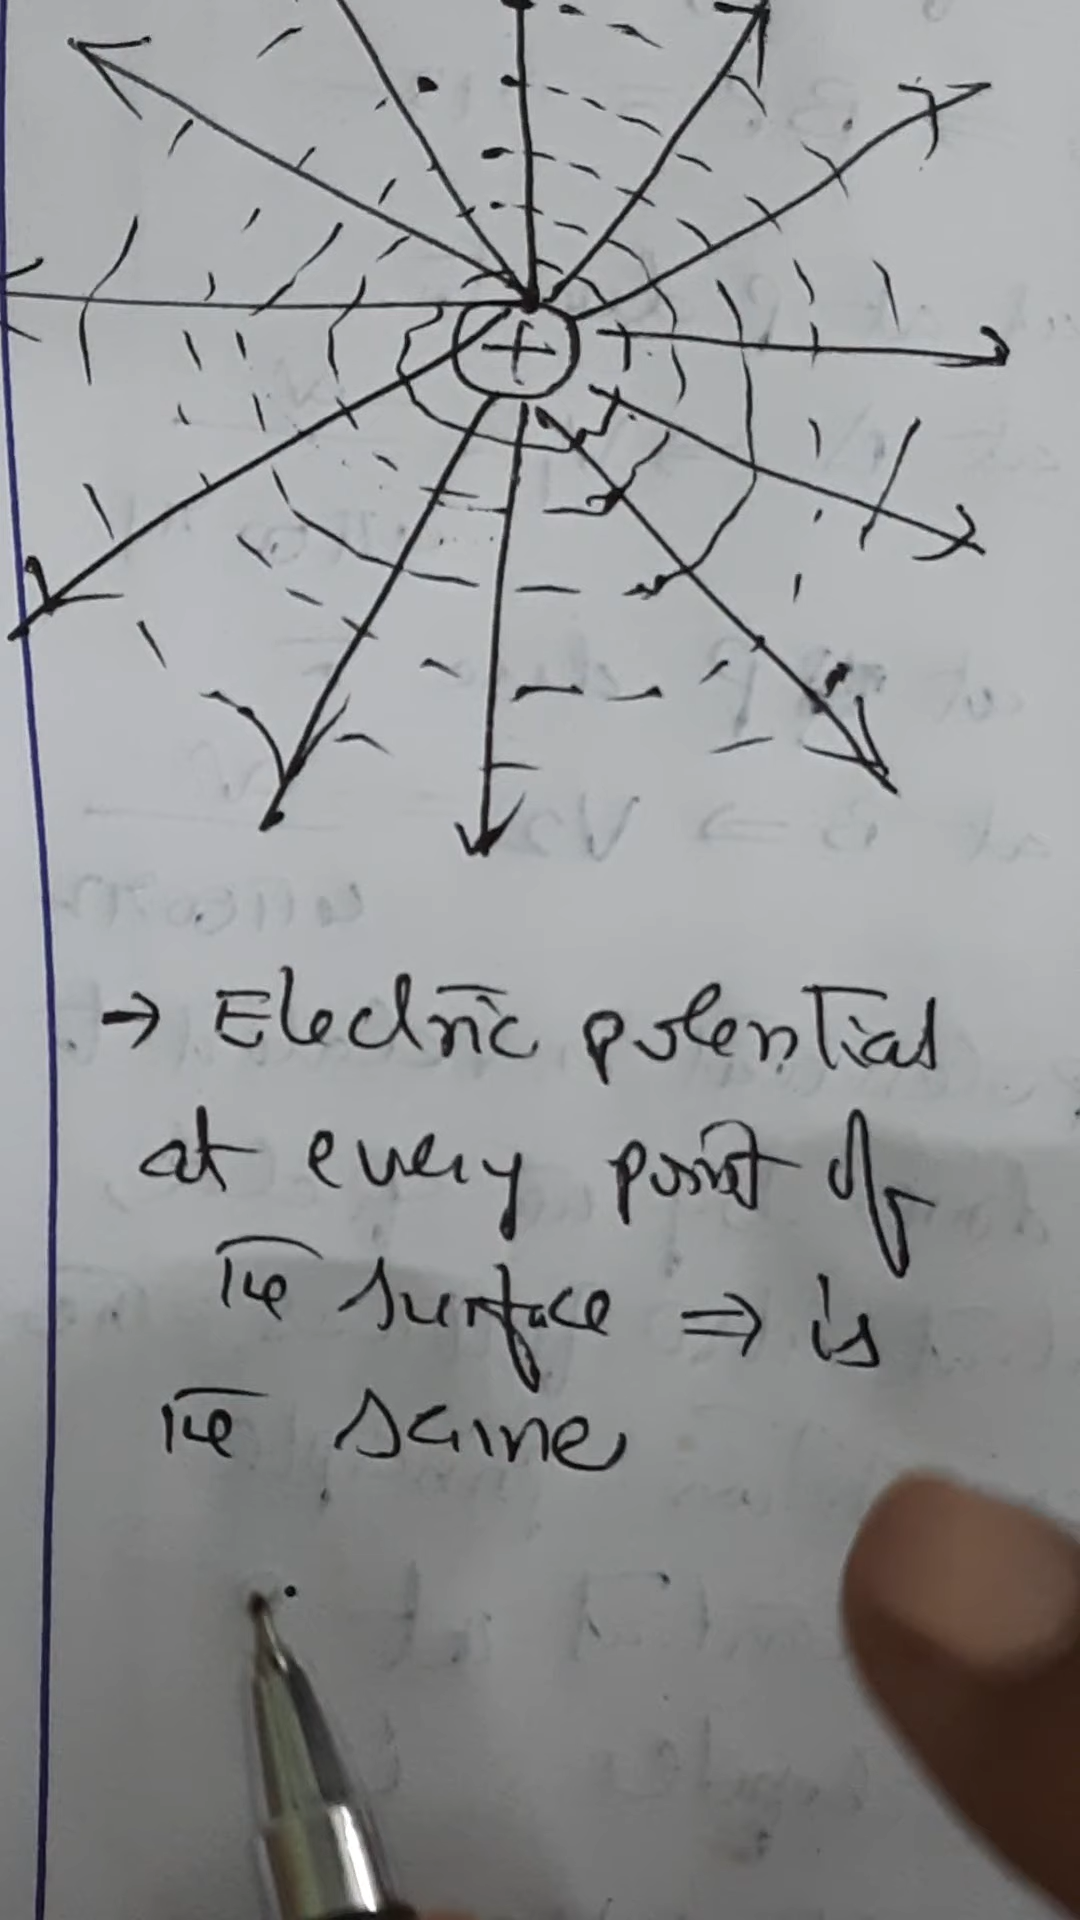 +
→ Electric potential
at every point of
the surface ⇒ is
the same